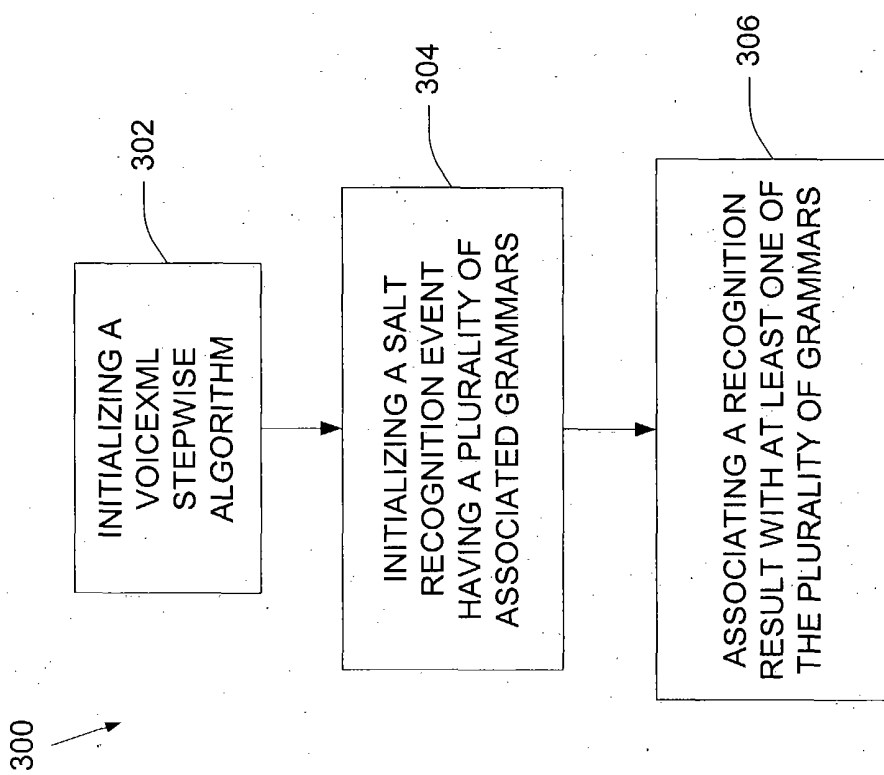 300
302
INITIALIZING A
VOICEXML
STEPWISE
ALGORITHM
304
INITIALIZING A SALT
RECOGNITION EVENT
HAVING A PLURALITY OF
ASSOCIATED GRAMMARS
306
ASSOCIATING A RECOGNITION
RESULT WITH AT LEAST ONE OF
THE PLURALITY OF GRAMMARS